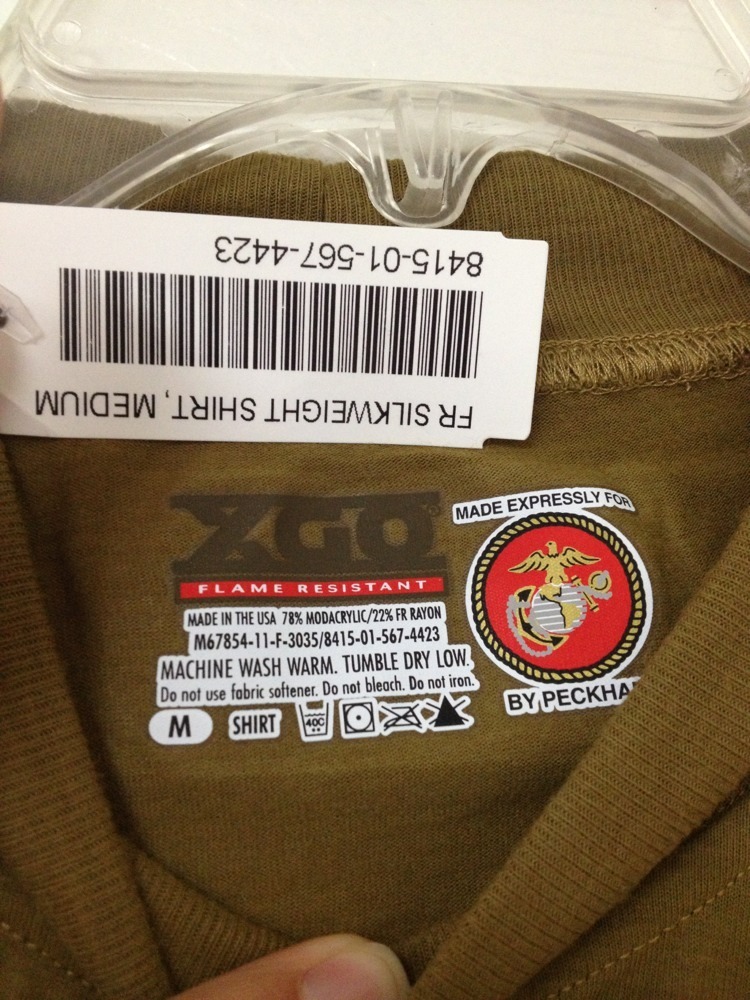 8415-01-567-4423
FR SILKWEIGHT SHIRT, MEDIUM
XGO
FLAME RESISTANT
MADE IN THE USA 78% MODACRYLIC/22% FR RAYON
M67854-11-F-3035/8415-01-567-4423
MACHINE WASH WARM. TUMBLE DRY LOW.
Do not use fabric softener. Do not bleach. Do not iron.
M SHIRT 40C
MADE EXPRESSLY FOR
BY PECKHA